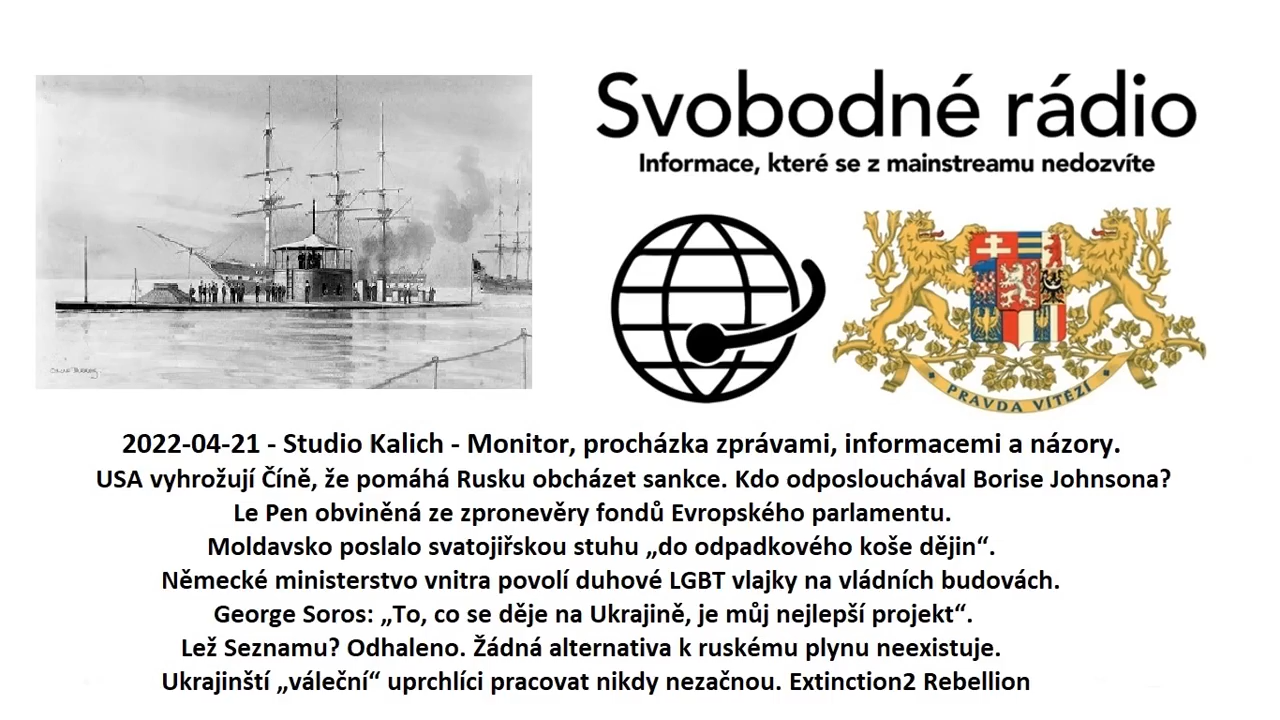 Svobodné rádio
Informace, které se z mainstreamu nedozvíte
PRAVDA VÍTĚZÍ
2022-04-21 - Studio Kalich - Monitor, procházka zprávami, informacemi a názory.
USA vyhrožují Číně, že pomáhá Rusku obcházet sankce. Kdo odposlouchával Borise Johnsona?
Le Pen obviněná ze zpronevěry fondů Evropského parlamentu.
Moldavsko poslalo svatojiřskou stuhu „do odpadkového koše dějin“.
Německé ministerstvo vnitra povolí duhové LGBT vlajky na vládních budovách.
George Soros: „To, co se děje na Ukrajině, je můj nejlepší projekt“.
Lež Seznamu? Odhaleno. Žádná alternativa k ruskému plynu neexistuje.
Ukrajinští „váleční“ uprchlíci pracovat nikdy nezačnou. Extinction2 Rebellion